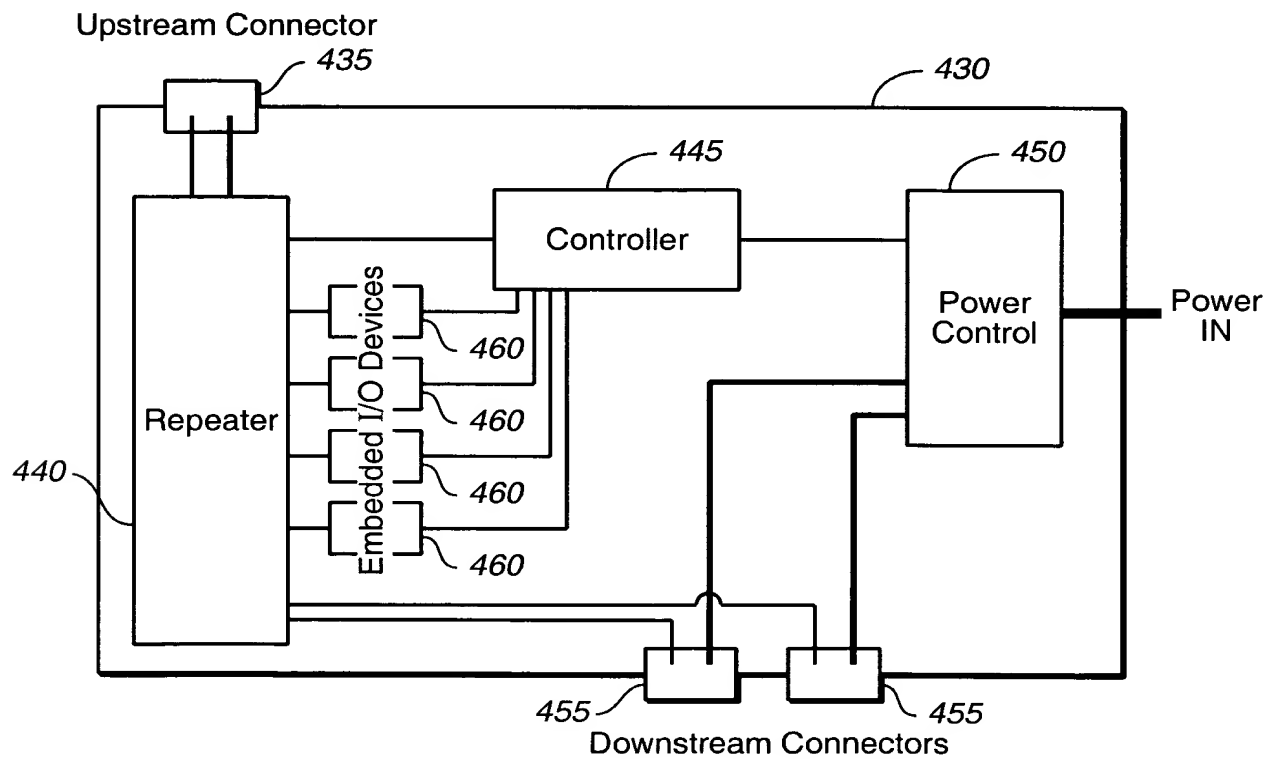 Upstream Connector
435
430
445
450
Controller
Power
Control
Power
IN
Embedded I/O Devices
460
460
460
460
Repeater
440
455
455
Downstream Connectors